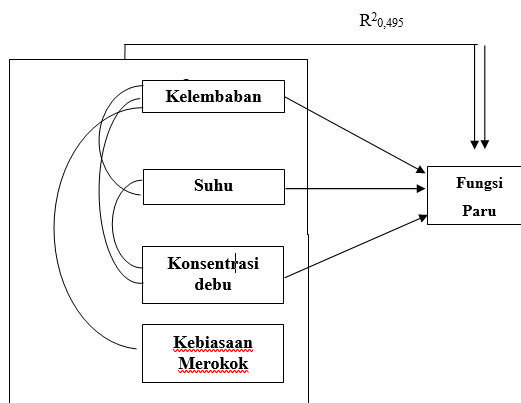 R²0,495
Kelembaban
Suhu
Fungsi
Paru
Konsentrasi
debu
Kebiasaan
Merokok